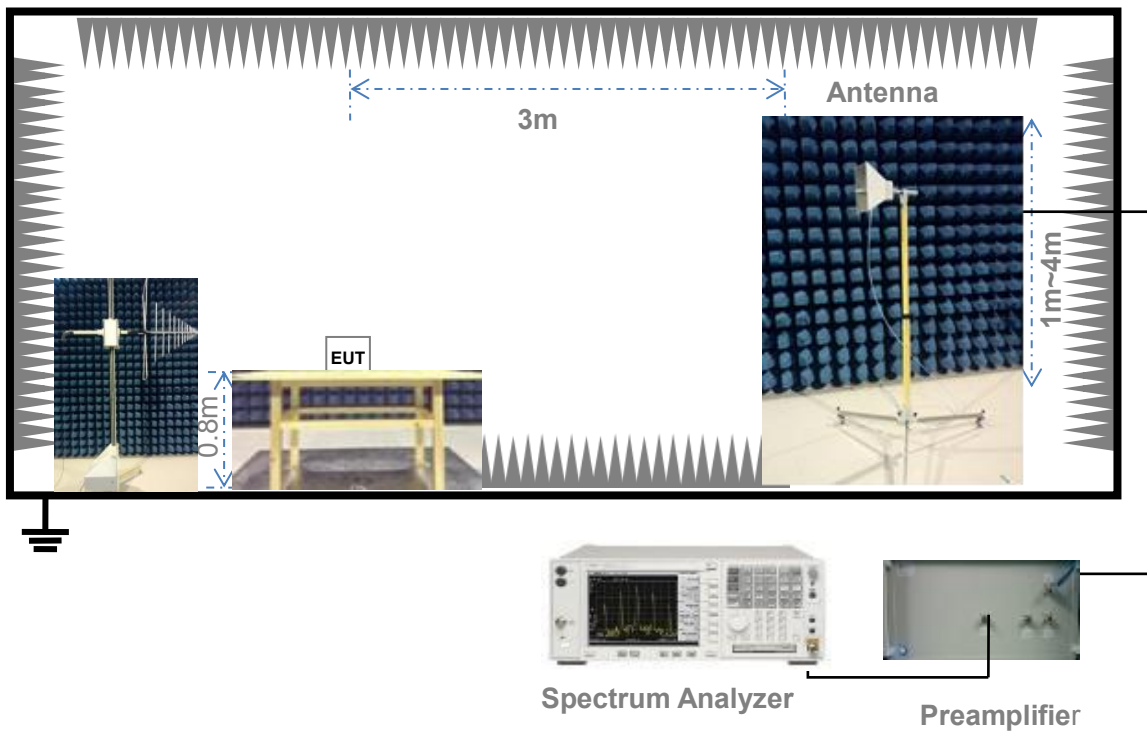 Antenna
3m
1m~4m
EUT
0.8m
Spectrum Analyzer
Preamplifier